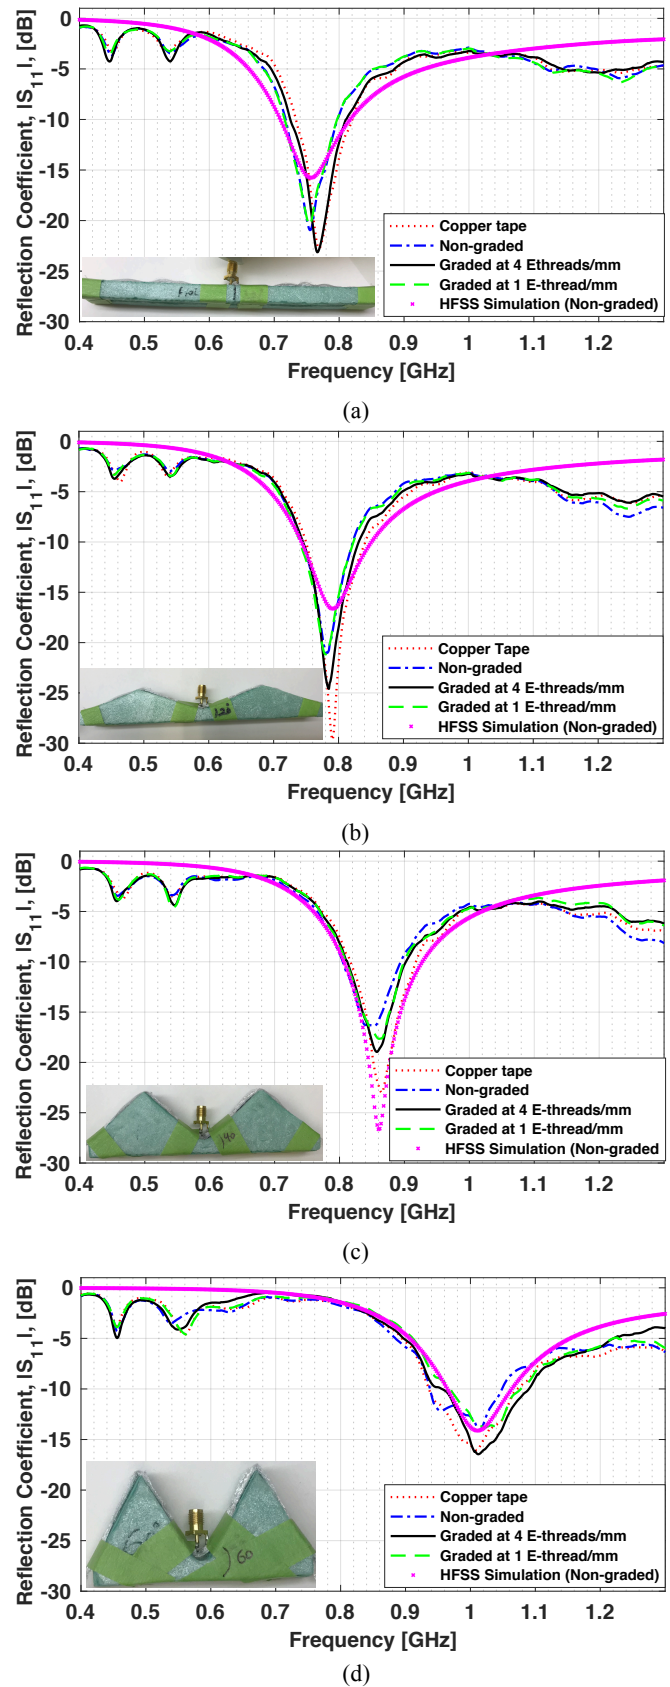 Reflection Coefficient, |S11|, [dB]
0
-5
-10
-15
-20
-25
-30
Copper tape
Non-graded
Graded at 4 Ethreads/mm
Graded at 1 E-thread/mm
HFSS Simulation (Non-graded)
0.4 0.5 0.6 0.7 0.8 0.9 1 1.1 1.2
Frequency [GHz]
(a)
Reflection Coefficient, |S11|, [dB]
0
-5
-10
-15
-20
-25
-30
Copper Tape
Non-graded
Graded at 4 E-threads/mm
Graded at 1 E-threads/mm
HFSS Simulation (Non-graded)
120
0.4 0.5 0.6 0.7 0.8 0.9 1 1.1 1.2
Frequency [GHz]
(b)
Reflection Coefficient, |S11|, [dB]
0
-5
-10
-15
-20
-25
-30
Copper tape
Non-graded
Graded at 4 E-threads/mm
Graded at 1 E-thread/mm
HFSS Simulation (Non-graded
90
0.4 0.5 0.6 0.7 0.8 0.9 1 1.1 1.2
Frequency [GHz]
(c)
Reflection Coefficient, |S11|, [dB]
0
-5
-10
-15
-20
-25
-30
Copper tape
Non-graded
Graded at 4 E-threads/mm
Graded at 1 E-thread/mm
HFSS Simulation (Non-graded)
60
0.4 0.5 0.6 0.7 0.8 0.9 1 1.1 1.2
Frequency [GHz]
(d)